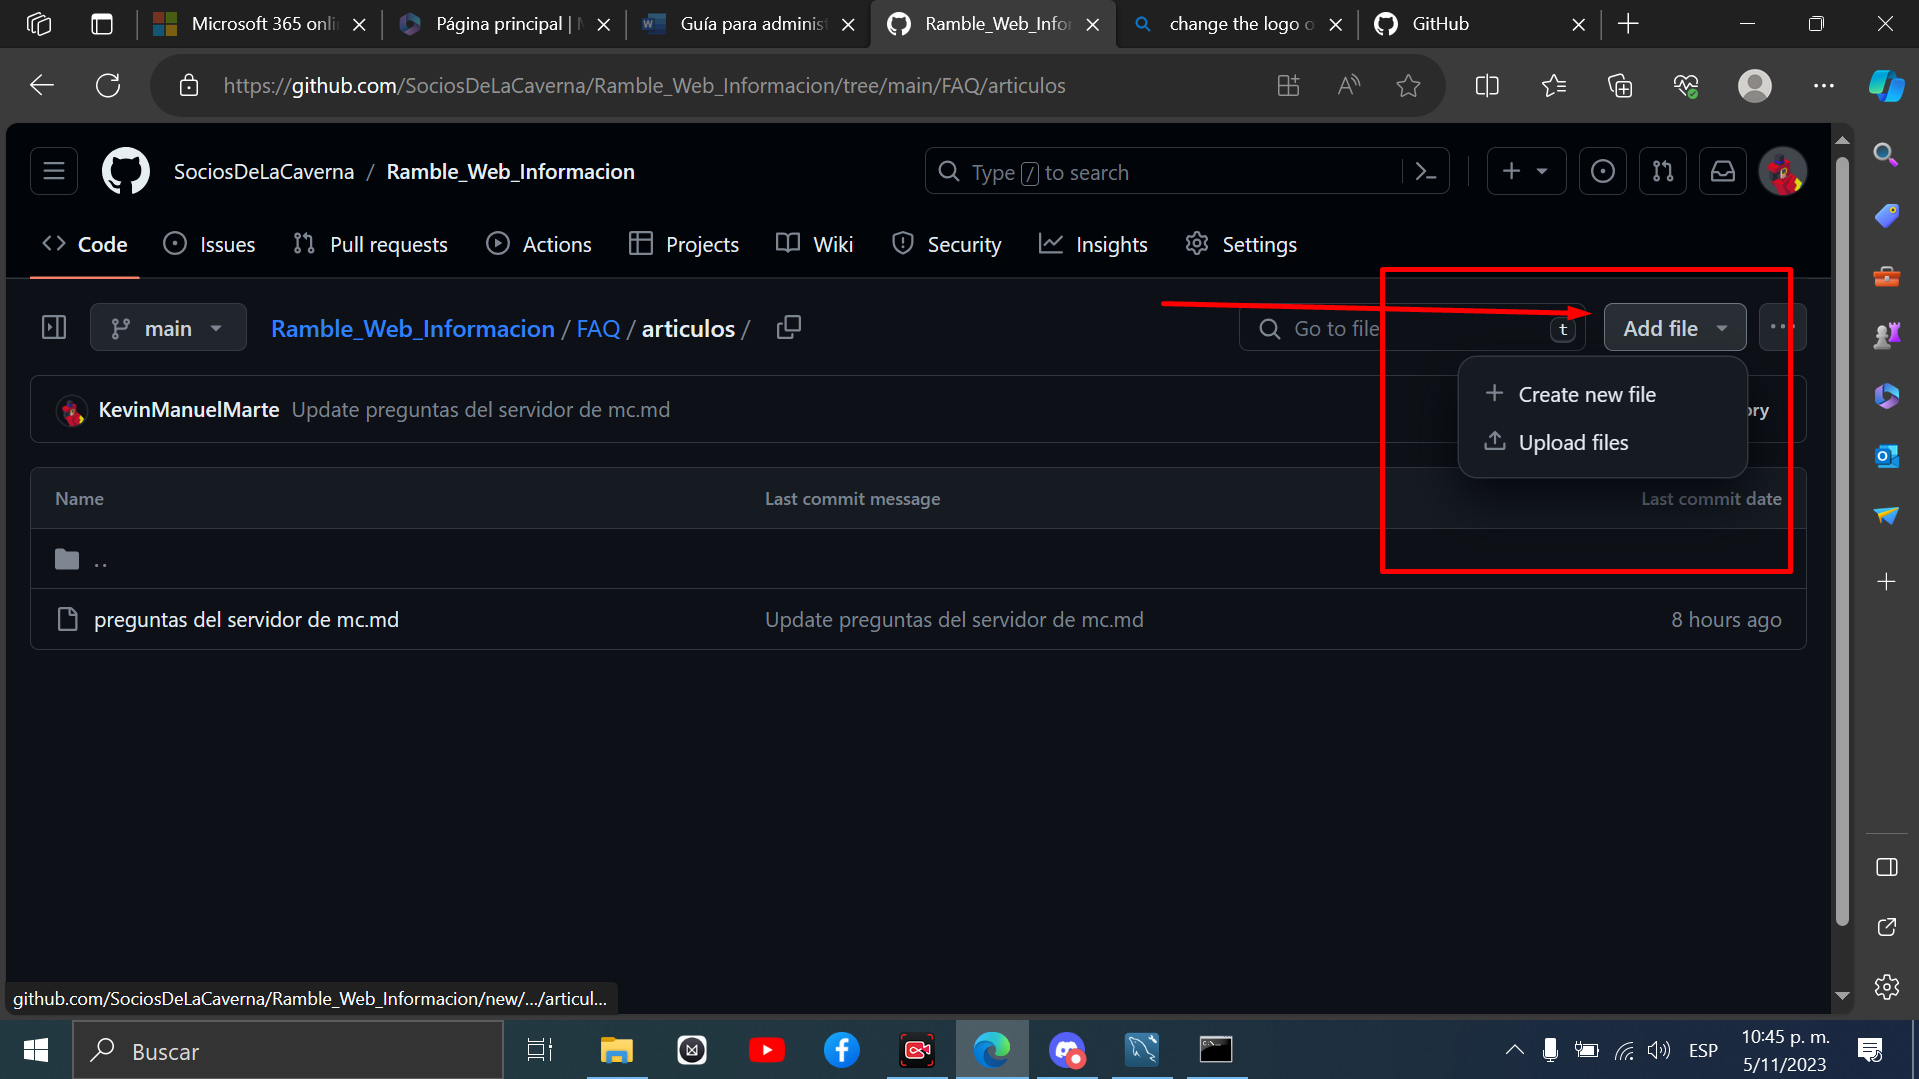 Microsoft 365 onli
Página principal | M
Guía para administ
Ramble_Web_Infor
change the logo o
GitHub
https://github.com/SociosDeLaCaverna/Ramble_Web_Informacion/tree/main/FAQ/articulos
SociosDeLaCaverna / Ramble_Web_Informacion
Type / to search
Code
Issues
Pull requests
Actions
Projects
Wiki
Security
Insights
Settings
main
Ramble_Web_Informacion / FAQ / articulos /
Go to file
t
Add file
Create new file
Upload files
KevinManuelMarte Update preguntas del servidor de mc.md
ory
Name
Last commit message
Last commit date
..
preguntas del servidor de mc.md
Update preguntas del servidor de mc.md
8 hours ago
github.com/SociosDeLaCaverna/Ramble_Web_Informacion/new/.../articul...
Buscar
ESP
10:45 p. m.
5/11/2023